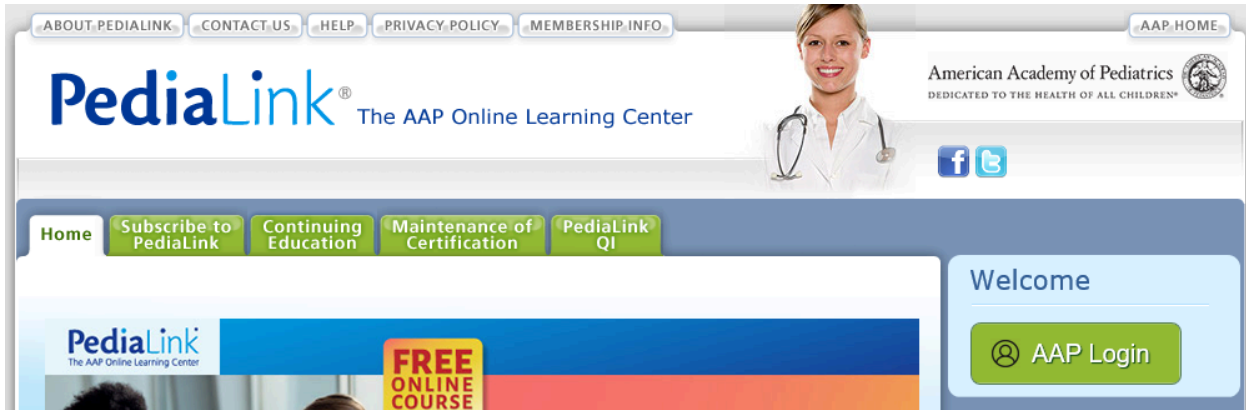 ABOUT PEDIALINK
CONTACT US
HELP
PRIVACY POLICY
MEMBERSHIP INFO
AAP HOME
PediaLink®
The AAP Online Learning Center
American Academy of Pediatrics
DEDICATED TO THE HEALTH OF ALL CHILDREN®
Home
Subscribe to
PediaLink
Continuing
Education
Maintenance of
Certification
PediaLink
QI
Welcome
AAP Login
PediaLink
The AAP Online Learning Center
FREE
ONLINE
COURSE